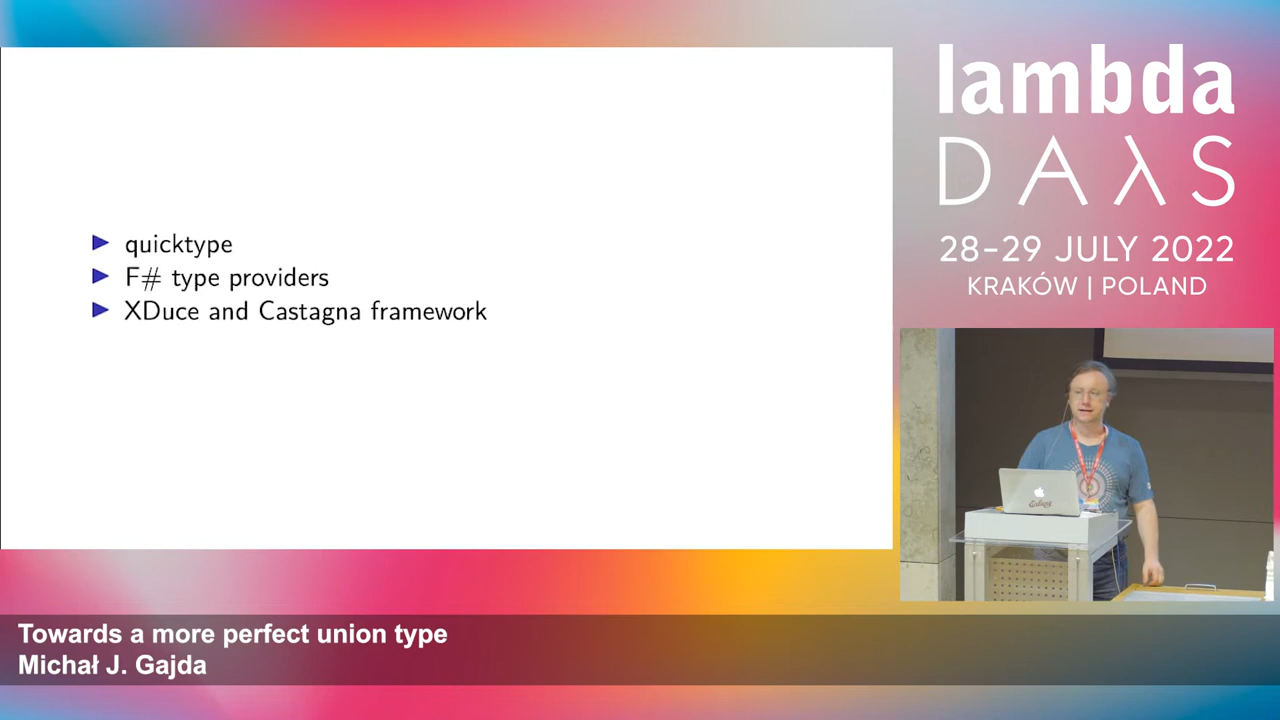 quicktype
F# type providers
XDuce and Castagna framework
lambda
DAλS
28–29 JULY 2022
KRAKÓW | POLAND
Towards a more perfect union type
Michał J. Gajda